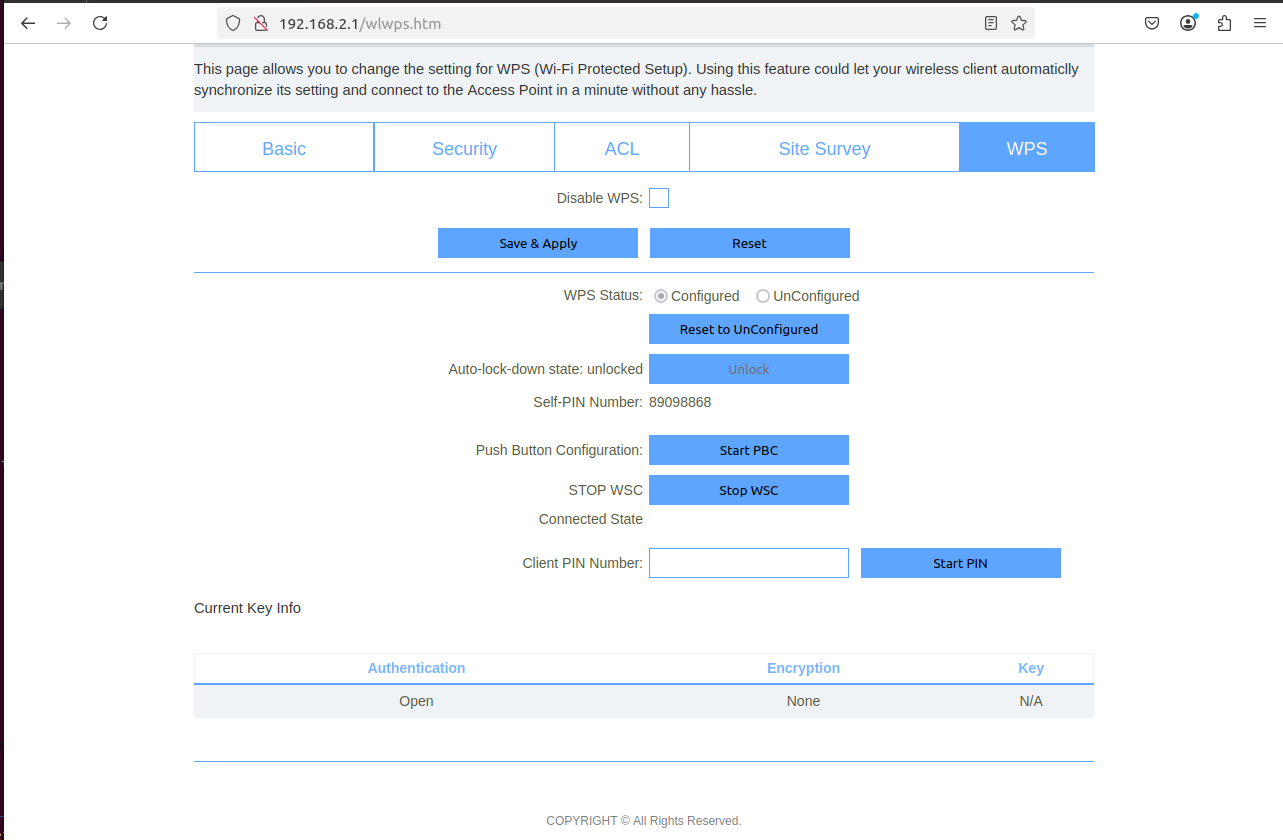 192.168.2.1/wlwps.htm
This page allows you to change the setting for WPS (Wi-Fi Protected Setup). Using this feature could let your wireless client automaticlly
synchronize its setting and connect to the Access Point in a minute without any hassle.
Basic Security ACL Site Survey WPS
Disable WPS:
Save & Apply Reset
WPS Status: Configured UnConfigured
Reset to UnConfigured
Auto-lock-down state: unlocked Unlock
Self-PIN Number: 89098868
Push Button Configuration: Start PBC
STOP WSC Stop WSC
Connected State
Client PIN Number: Start PIN
Current Key Info
Authentication Encryption Key
Open None N/A
COPYRIGHT © All Rights Reserved.